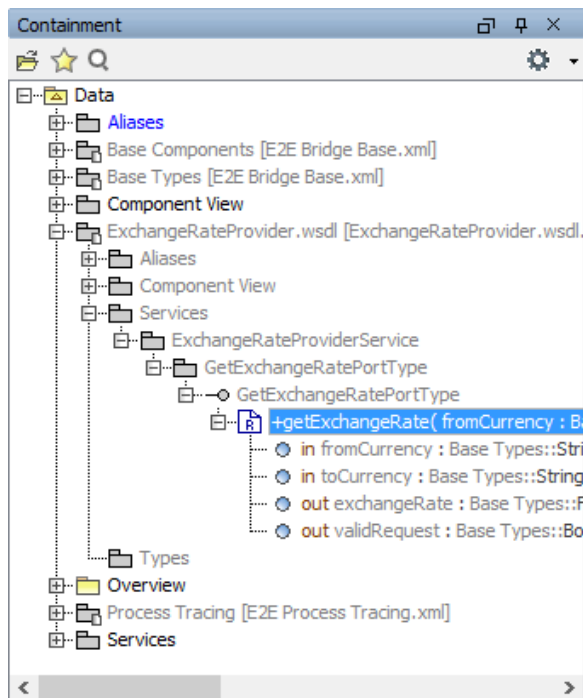 Containment
Data
Aliases
Base Components [E2E Bridge Base.xml]
Base Types [E2E Bridge Base.xml]
Component View
ExchangeRateProvider.wsdl [ExchangeRateProvider.wsdl.
Aliases
Component View
Services
ExchangeRateProviderService
GetExchangeRatePortType
GetExchangeRatePortType
+getExchangeRate( fromCurrency : Ba
in fromCurrency : Base Types::Stri
in toCurrency : Base Types::String
out exchangeRate : Base Types::F
out validRequest : Base Types::Bo
Types
Overview
Process Tracing [E2E Process Tracing.xml]
Services